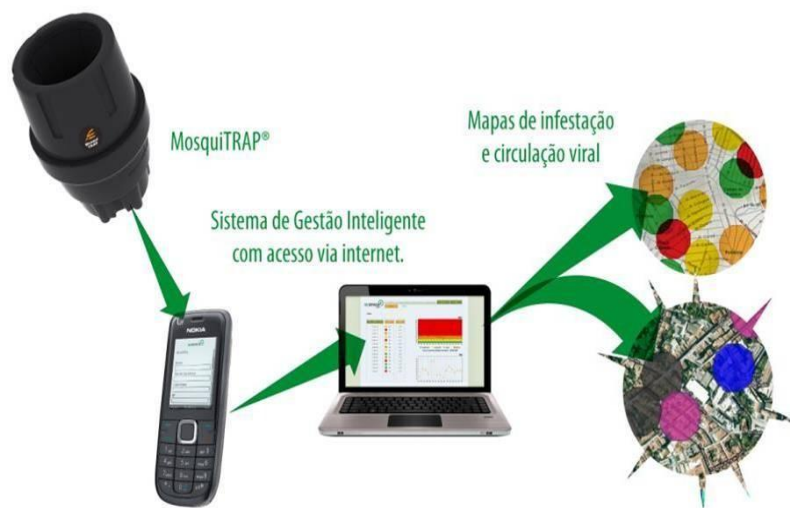 MosquiTRAP®
Mapas de infestação
e circulação viral
Sistema de Gestão Inteligente
com acesso via internet.
NOKIA